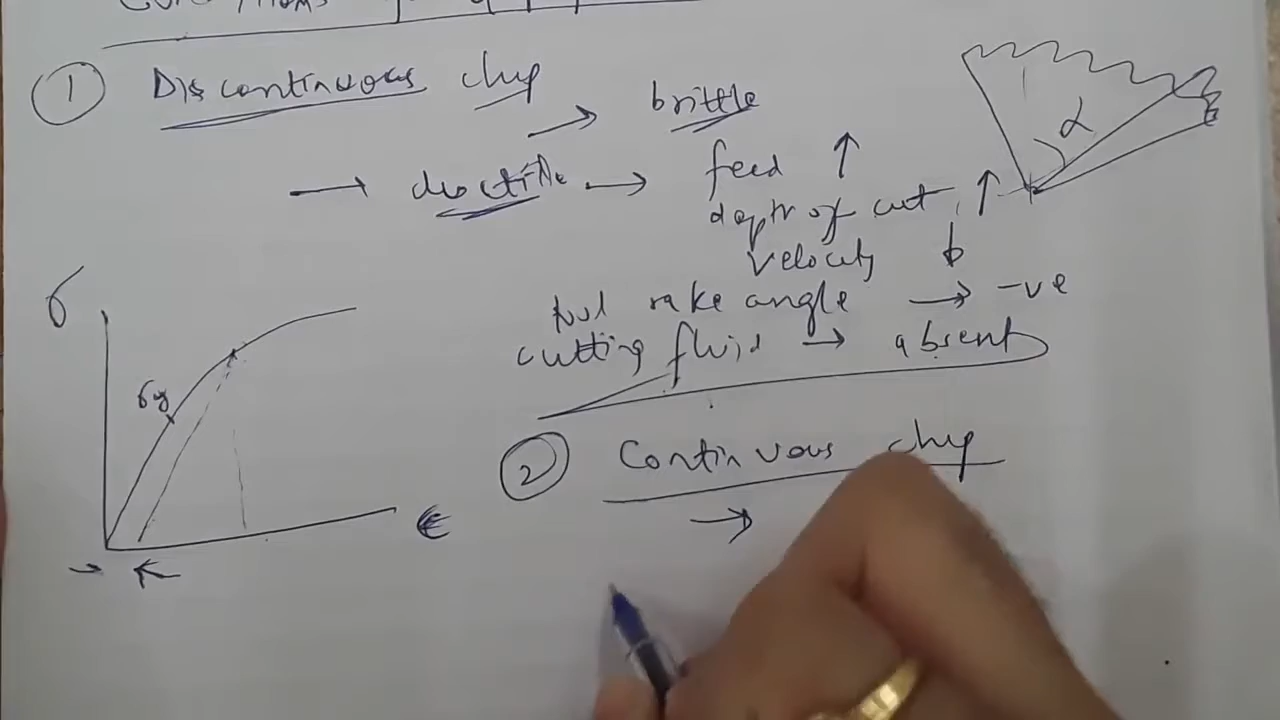 ① Discontinuous chip
→ brittle
→ ductile → feed ↑
depth of cut, ↑
velocity ↓
tool rake angle → -ve
cutting fluid → absent
② Continuous chip
→
α
σ
σy
ε